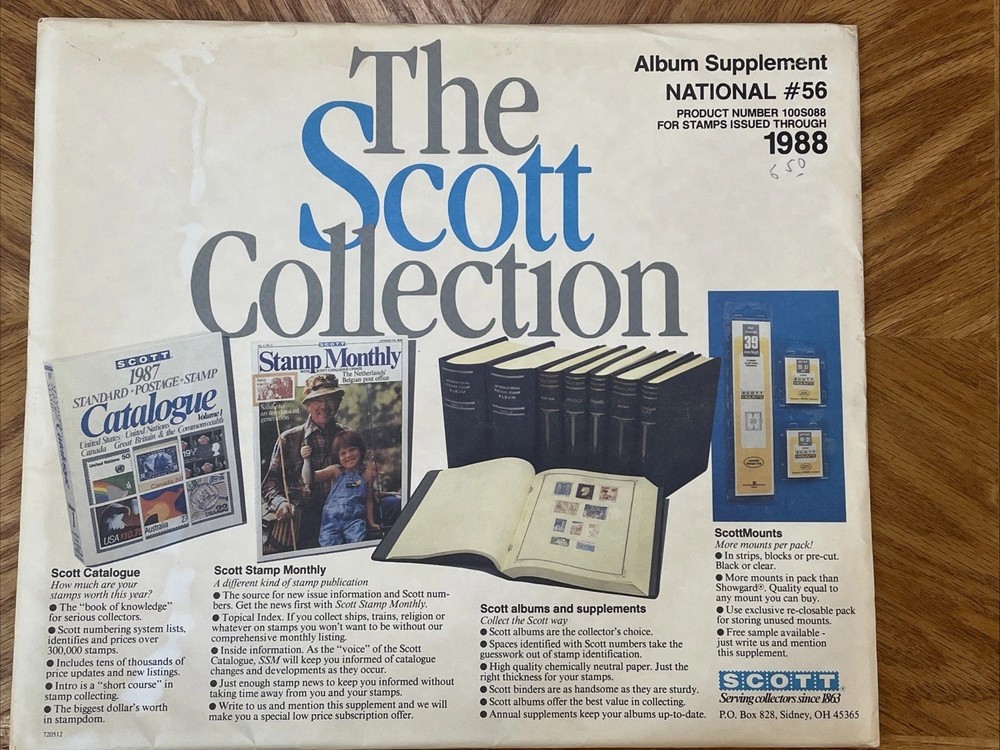 The
Scott
Collection
Album Supplement
NATIONAL #56
PRODUCT NUMBER 100S088
FOR STAMPS ISSUED THROUGH
1988
6 50
SCOTT
1987
STANDARD·POSTAGE·STAMP
Catalogue
Volume 1
United States United Nations
Canada Great Britain & the Commonwealth
United Nations 50
Canada
Australia
USA
USA 22
SCOTT
Stamp Monthly
The Netherlands'
Belgian post office
39
SCOTT
Scott Catalogue
How much are your
stamps worth this year?
● The "book of knowledge"
for serious collectors.
● Scott numbering system lists,
identifies and prices over
300,000 stamps.
● Includes tens of thousands of
price updates and new listings.
● Intro is a "short course" in
stamp collecting.
● The biggest dollar's worth
in stampdom.
720512
Scott Stamp Monthly
A different kind of stamp publication
● The source for new issue information and Scott num-
bers. Get the news first with Scott Stamp Monthly.
● Topical Index. If you collect ships, trains, religion or
whatever on stamps you won't want to be without our
comprehensive monthly listing.
● Inside information. As the "voice" of the Scott
Catalogue, SSM will keep you informed of catalogue
changes and developments as they occur.
● Just enough stamp news to keep you informed without
taking time away from you and your stamps.
● Write to us and mention this supplement and we will
make you a special low price subscription offer.
Scott albums and supplements
Collect the Scott way
● Scott albums are the collector's choice.
● Spaces identified with Scott numbers take the
guesswork out of stamp identification.
● High quality chemically neutral paper. Just the
right thickness for your stamps.
● Scott binders are as handsome as they are sturdy.
● Scott albums offer the best value in collecting.
● Annual supplements keep your albums up-to-date.
ScottMounts
More mounts per pack!
● In strips, blocks or pre-cut.
Black or clear.
● More mounts in pack than
Showgard®. Quality equal to
any mount you can buy.
● Use exclusive re-closable pack
for storing unused mounts.
● Free sample available -
just write us and mention
this supplement.
SCOTT®
Serving collectors since 1863
P.O. Box 828, Sidney, OH 45365